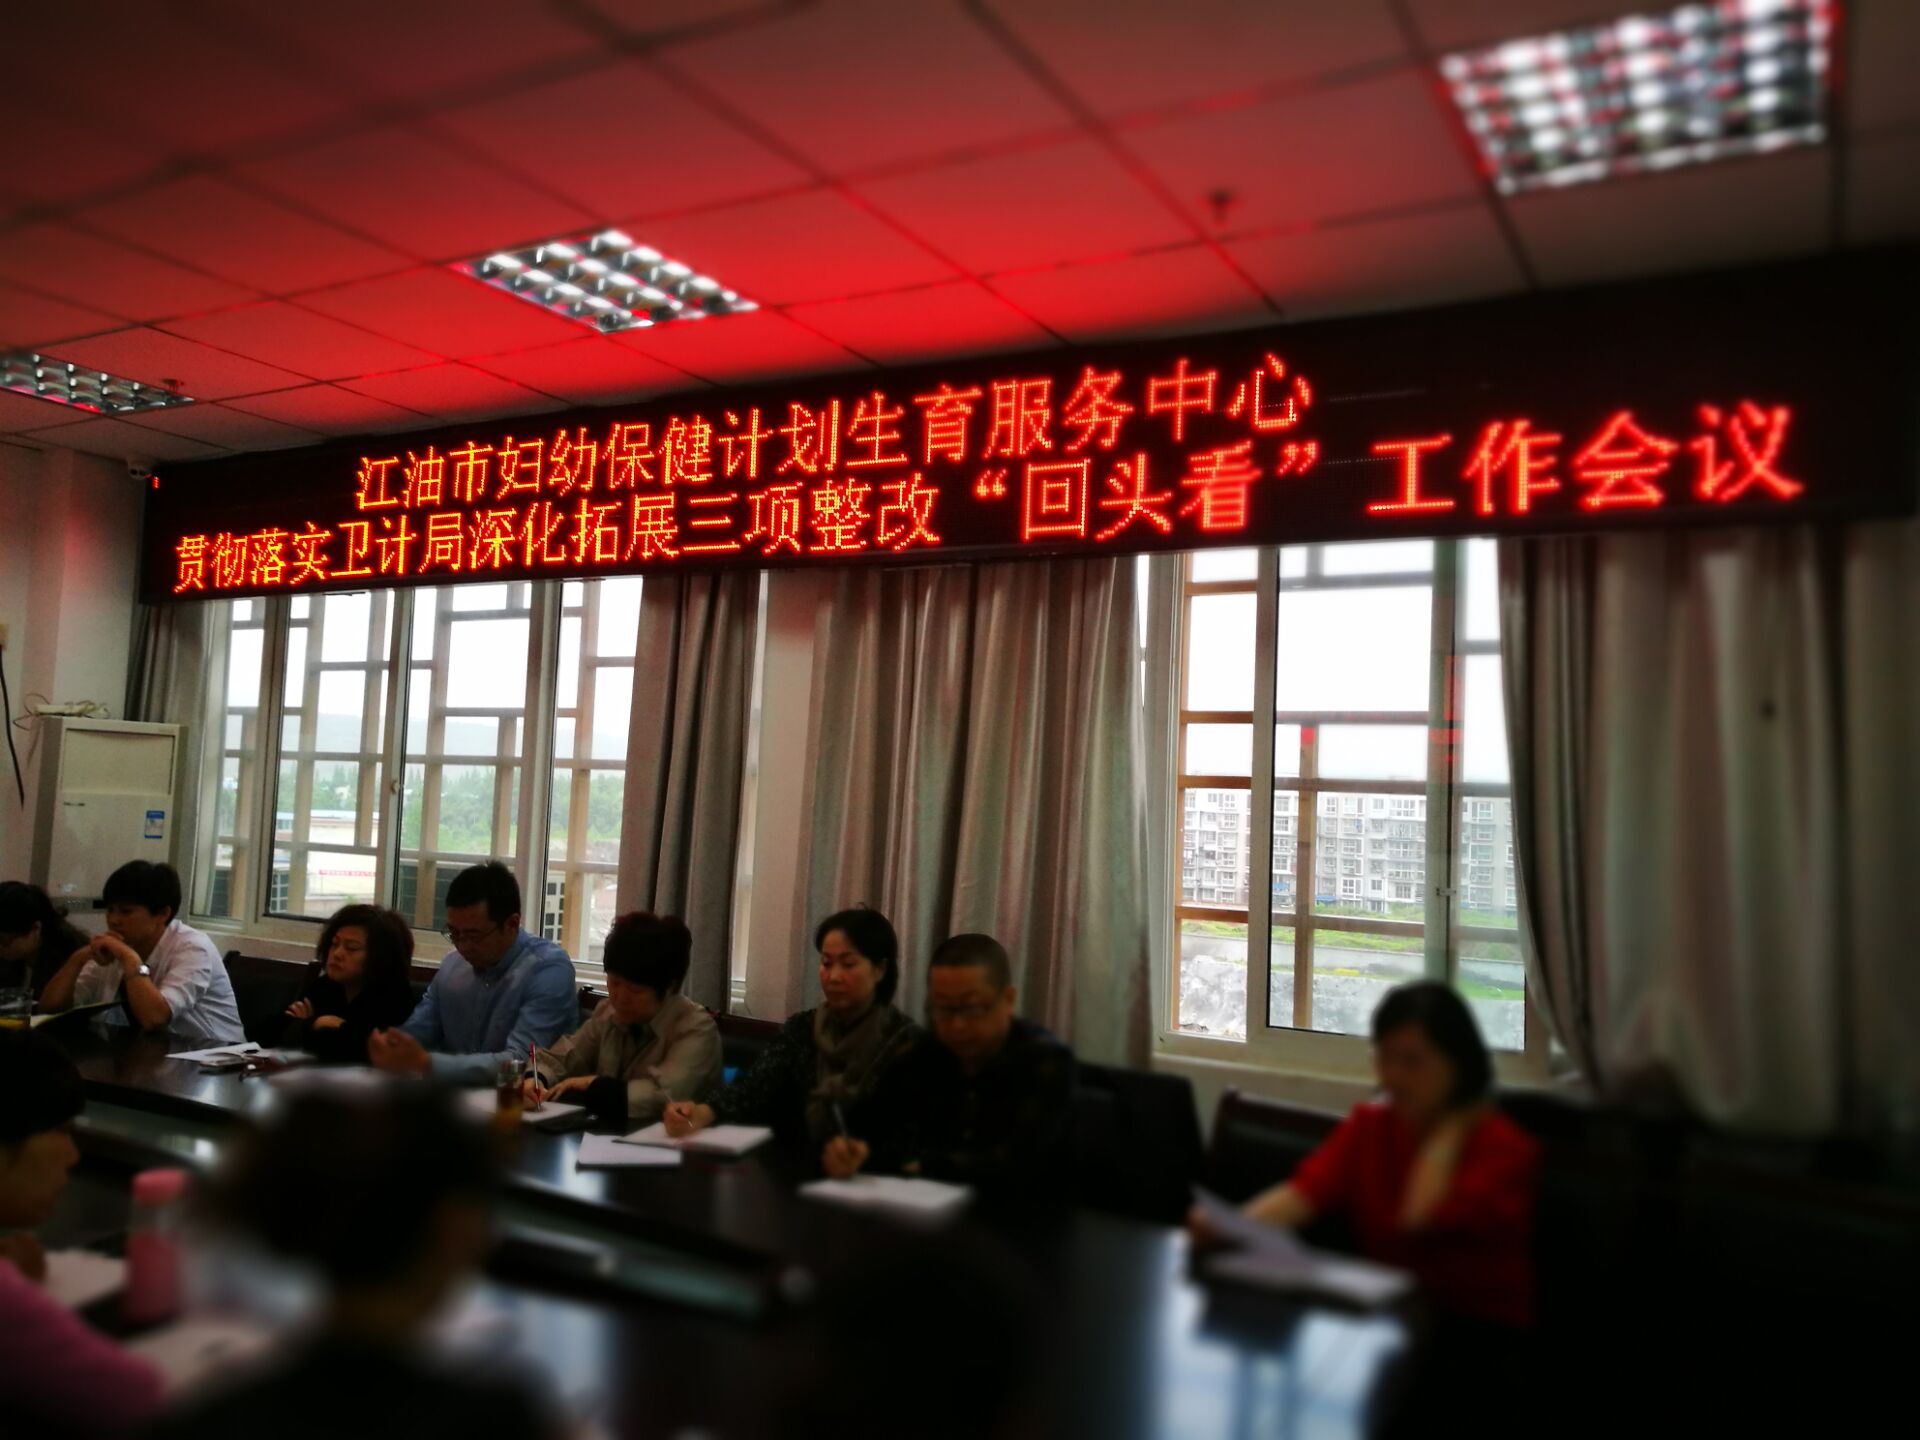 江油市妇幼保健计划生育服务中心
贯彻落实卫计局深化拓展三项整改“回头看”工作会议